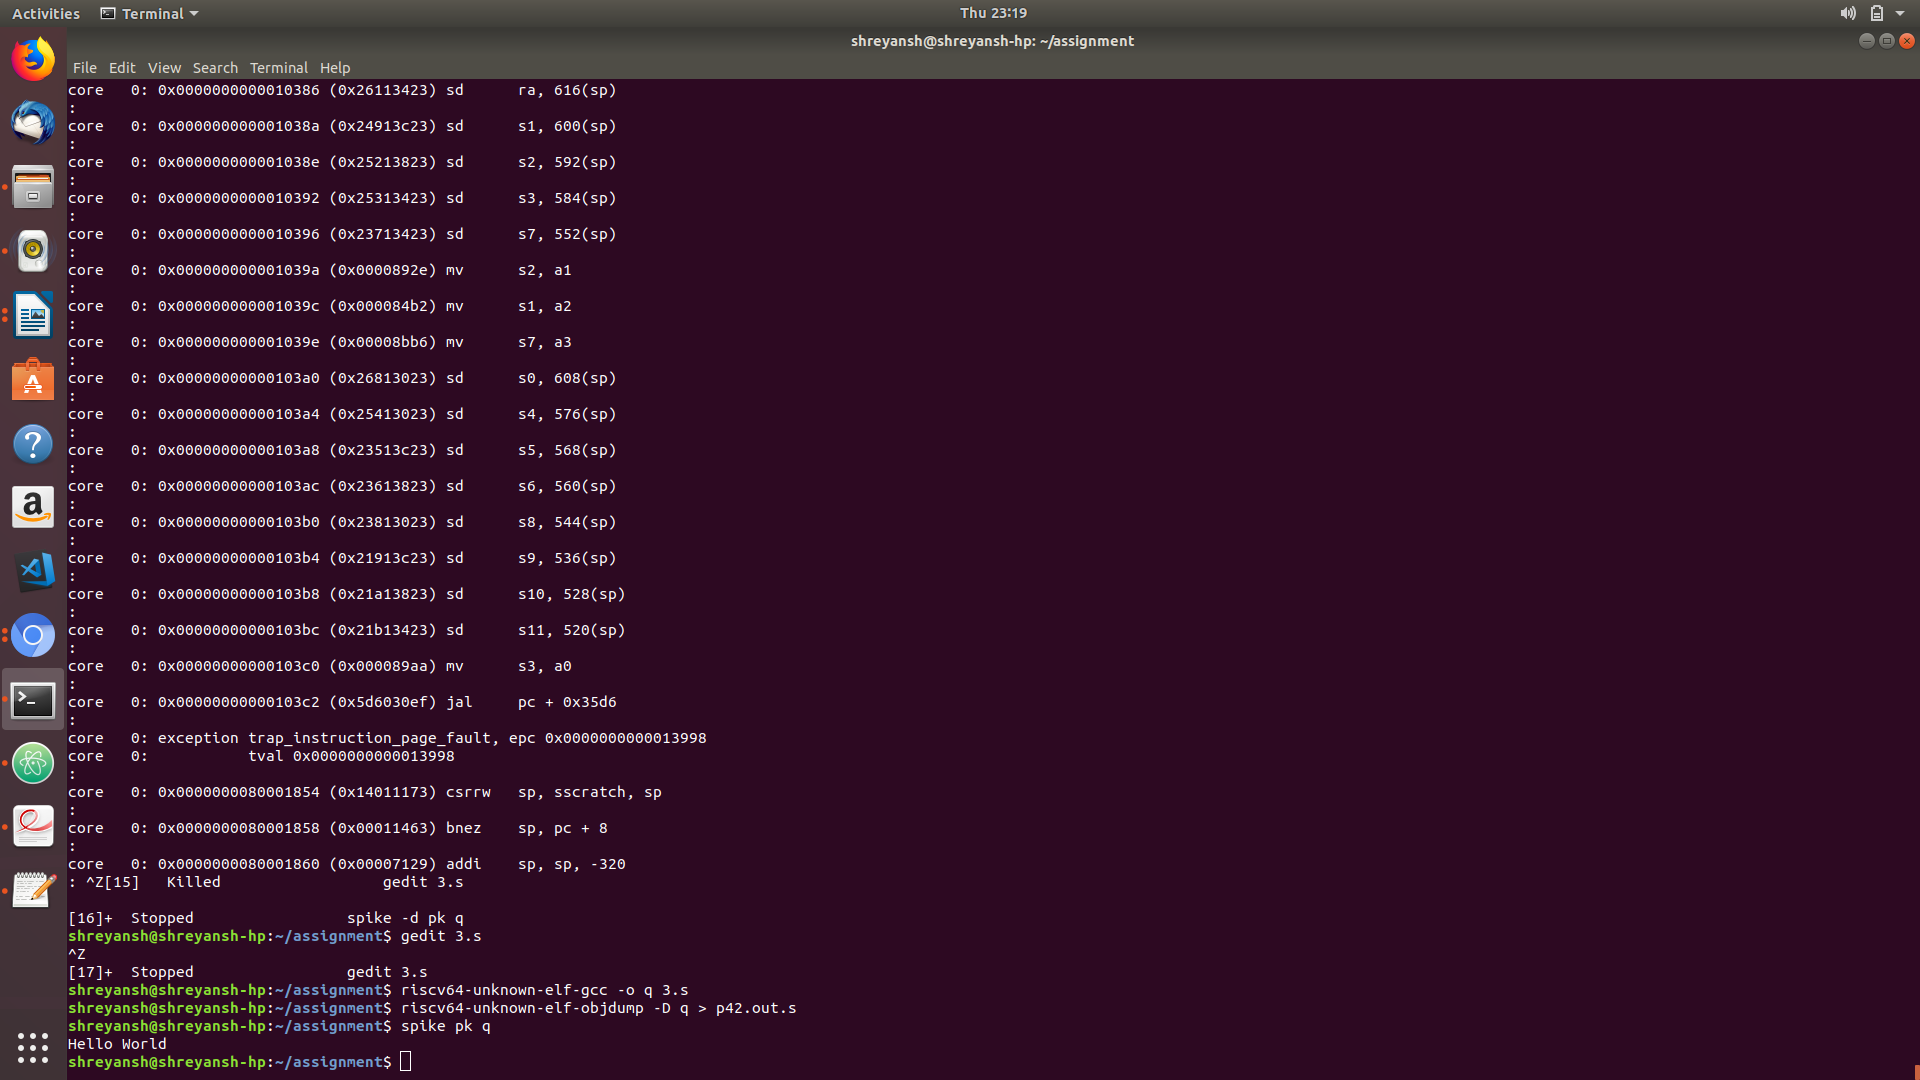 Activities Terminal Thu 23:19
shreyansh@shreyansh-hp: ~/assignment
File Edit View Search Terminal Help
core   0: 0x0000000000010386 (0x26113423) sd      ra, 616(sp)
:
core   0: 0x000000000001038a (0x24913c23) sd      s1, 600(sp)
:
core   0: 0x000000000001038e (0x25213823) sd      s2, 592(sp)
:
core   0: 0x0000000000010392 (0x25313423) sd      s3, 584(sp)
:
core   0: 0x0000000000010396 (0x23713423) sd      s7, 552(sp)
:
core   0: 0x000000000001039a (0x0000892e) mv      s2, a1
:
core   0: 0x000000000001039c (0x000084b2) mv      s1, a2
:
core   0: 0x000000000001039e (0x00008bb6) mv      s7, a3
:
core   0: 0x00000000000103a0 (0x26813023) sd      s0, 608(sp)
:
core   0: 0x00000000000103a4 (0x25413023) sd      s4, 576(sp)
:
core   0: 0x00000000000103a8 (0x23513c23) sd      s5, 568(sp)
:
core   0: 0x00000000000103ac (0x23613823) sd      s6, 560(sp)
:
core   0: 0x00000000000103b0 (0x23813023) sd      s8, 544(sp)
:
core   0: 0x00000000000103b4 (0x21913c23) sd      s9, 536(sp)
:
core   0: 0x00000000000103b8 (0x21a13823) sd      s10, 528(sp)
:
core   0: 0x00000000000103bc (0x21b13423) sd      s11, 520(sp)
:
core   0: 0x00000000000103c0 (0x000089aa) mv      s3, a0
:
core   0: 0x00000000000103c2 (0x5d6030ef) jal     pc + 0x35d6
:
core   0: exception trap_instruction_page_fault, epc 0x0000000000013998
core   0:           tval 0x0000000000013998
:
core   0: 0x0000000080001854 (0x14011173) csrrw   sp, sscratch, sp
:
core   0: 0x0000000080001858 (0x00011463) bnez    sp, pc + 8
:
core   0: 0x0000000080001860 (0x00007129) addi    sp, sp, -320
: ^Z[15]   Killed                  gedit 3.s

[16]+  Stopped                 spike -d pk q
shreyansh@shreyansh-hp:~/assignment$ gedit 3.s
^Z
[17]+  Stopped                 gedit 3.s
shreyansh@shreyansh-hp:~/assignment$ riscv64-unknown-elf-gcc -o q 3.s
shreyansh@shreyansh-hp:~/assignment$ riscv64-unknown-elf-objdump -D q > p42.out.s
shreyansh@shreyansh-hp:~/assignment$ spike pk q
Hello World
shreyansh@shreyansh-hp:~/assignment$